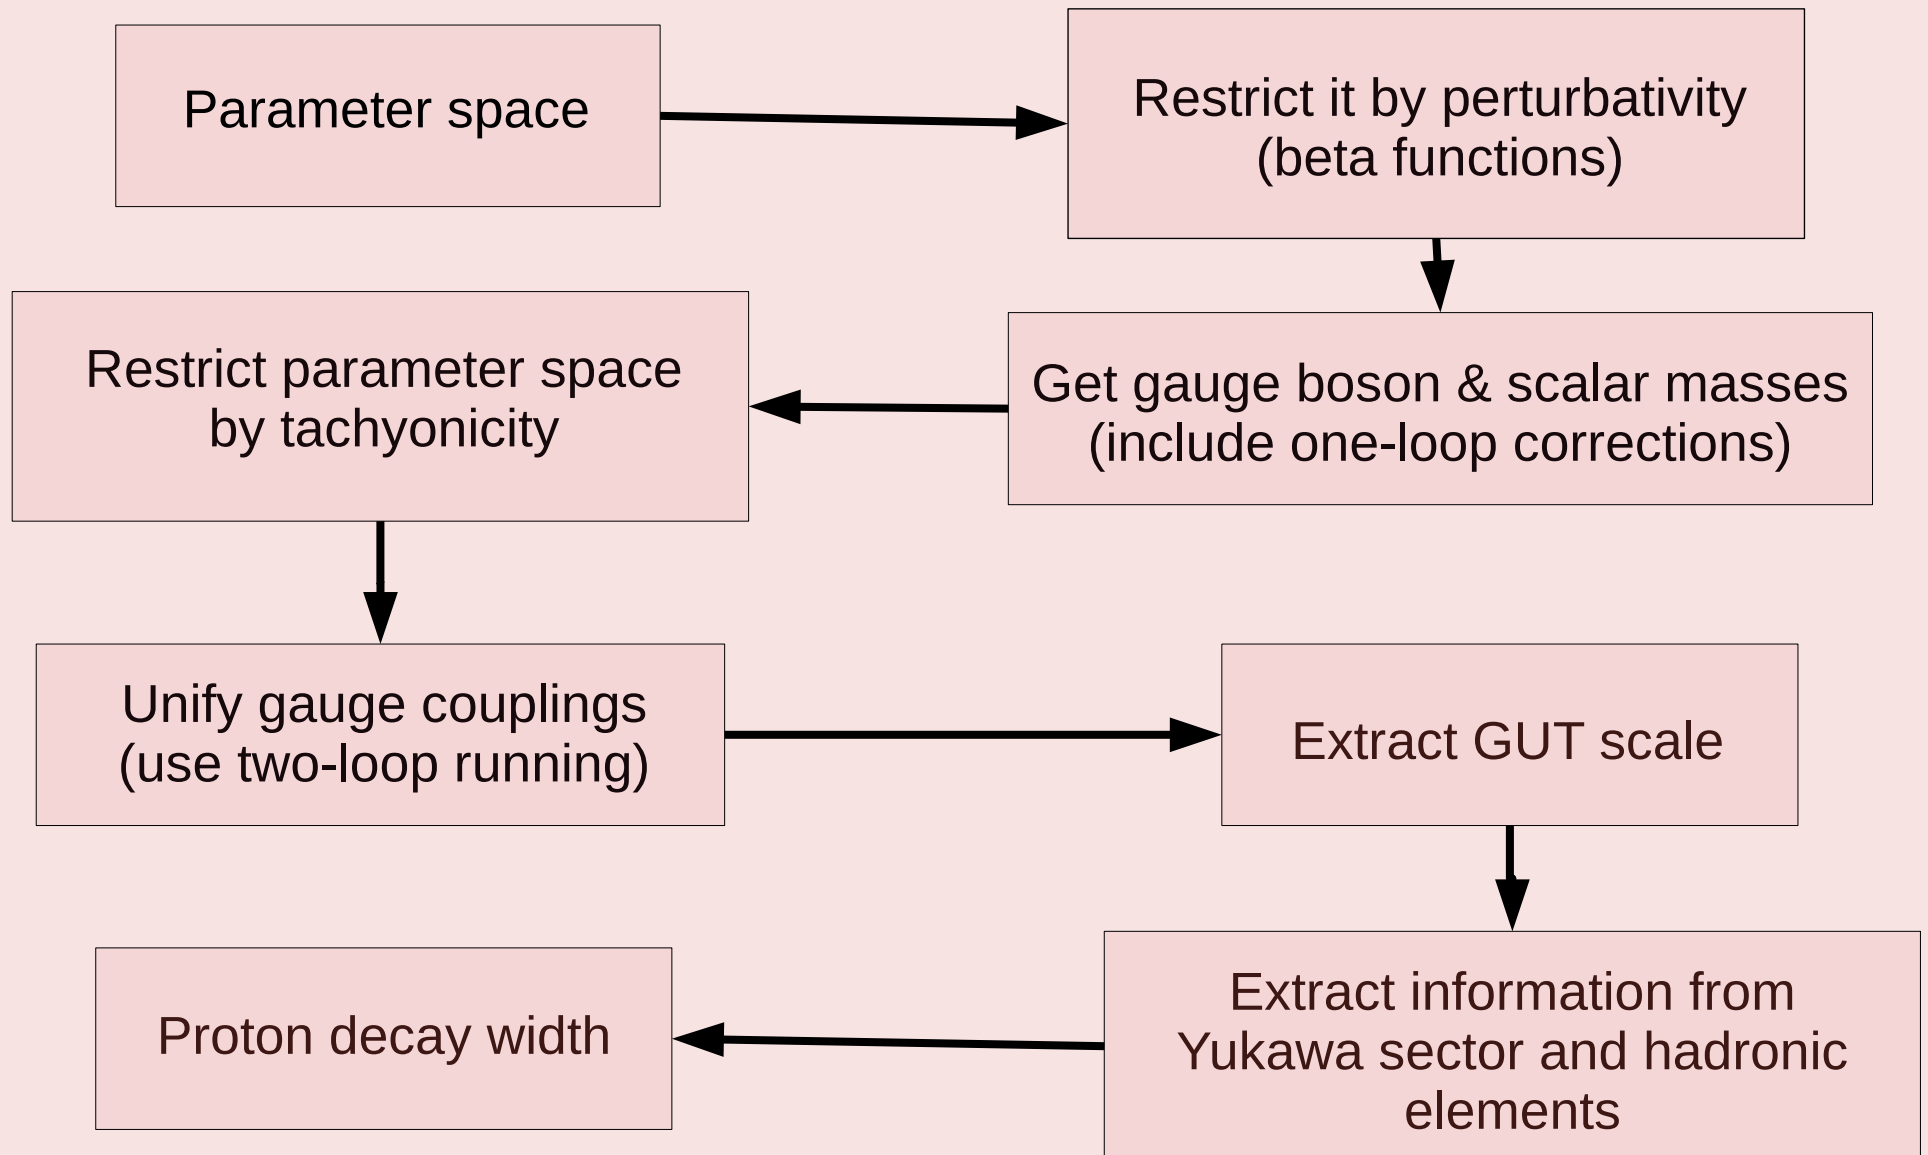 Parameter space
Restrict it by perturbativity
(beta functions)
Get gauge boson & scalar masses
(include one-loop corrections)
Restrict parameter space
by tachyonicity
Unify gauge couplings
(use two-loop running)
Extract GUT scale
Extract information from
Yukawa sector and hadronic
elements
Proton decay width